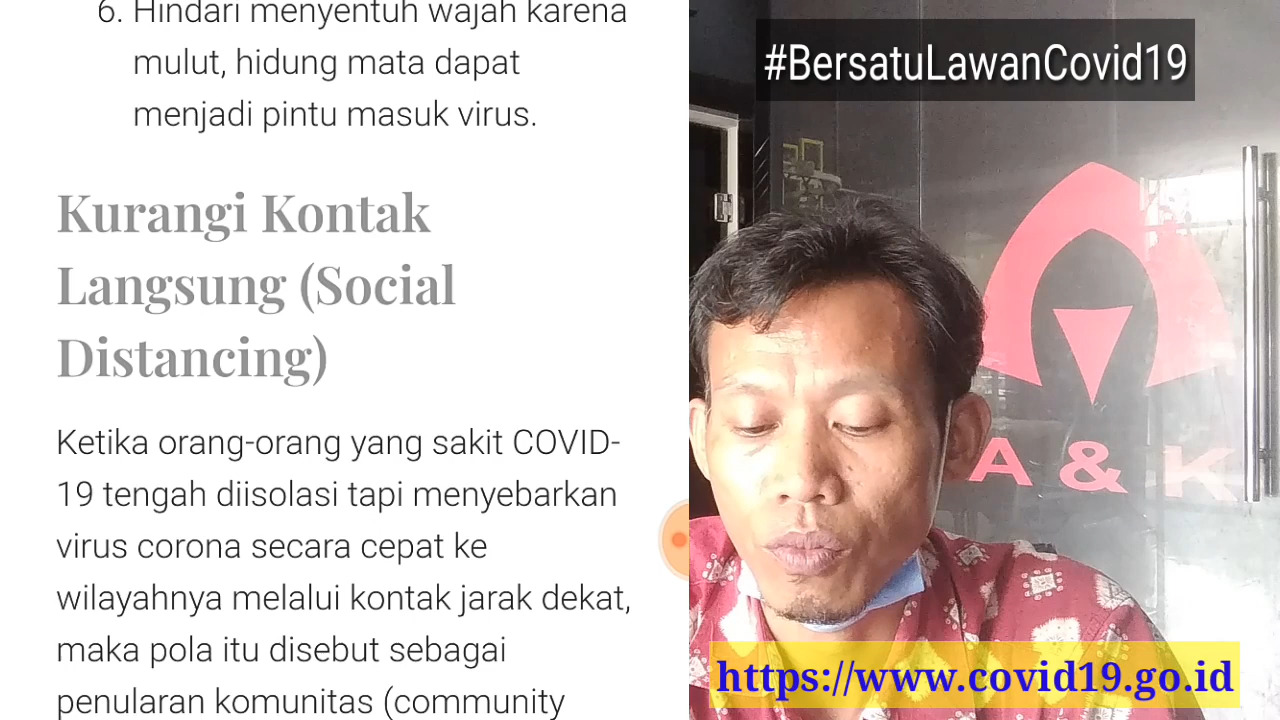 6. Hindari menyentuh wajah karena
mulut, hidung mata dapat
menjadi pintu masuk virus.
Kurangi Kontak
Langsung (Social
Distancing)
Ketika orang-orang yang sakit COVID-
19 tengah diisolasi tapi menyebarkan
virus corona secara cepat ke
wilayahnya melalui kontak jarak dekat,
maka pola itu disebut sebagai
penularan komunitas (community
#BersatuLawanCovid19
A & K
https://www.covid19.go.id